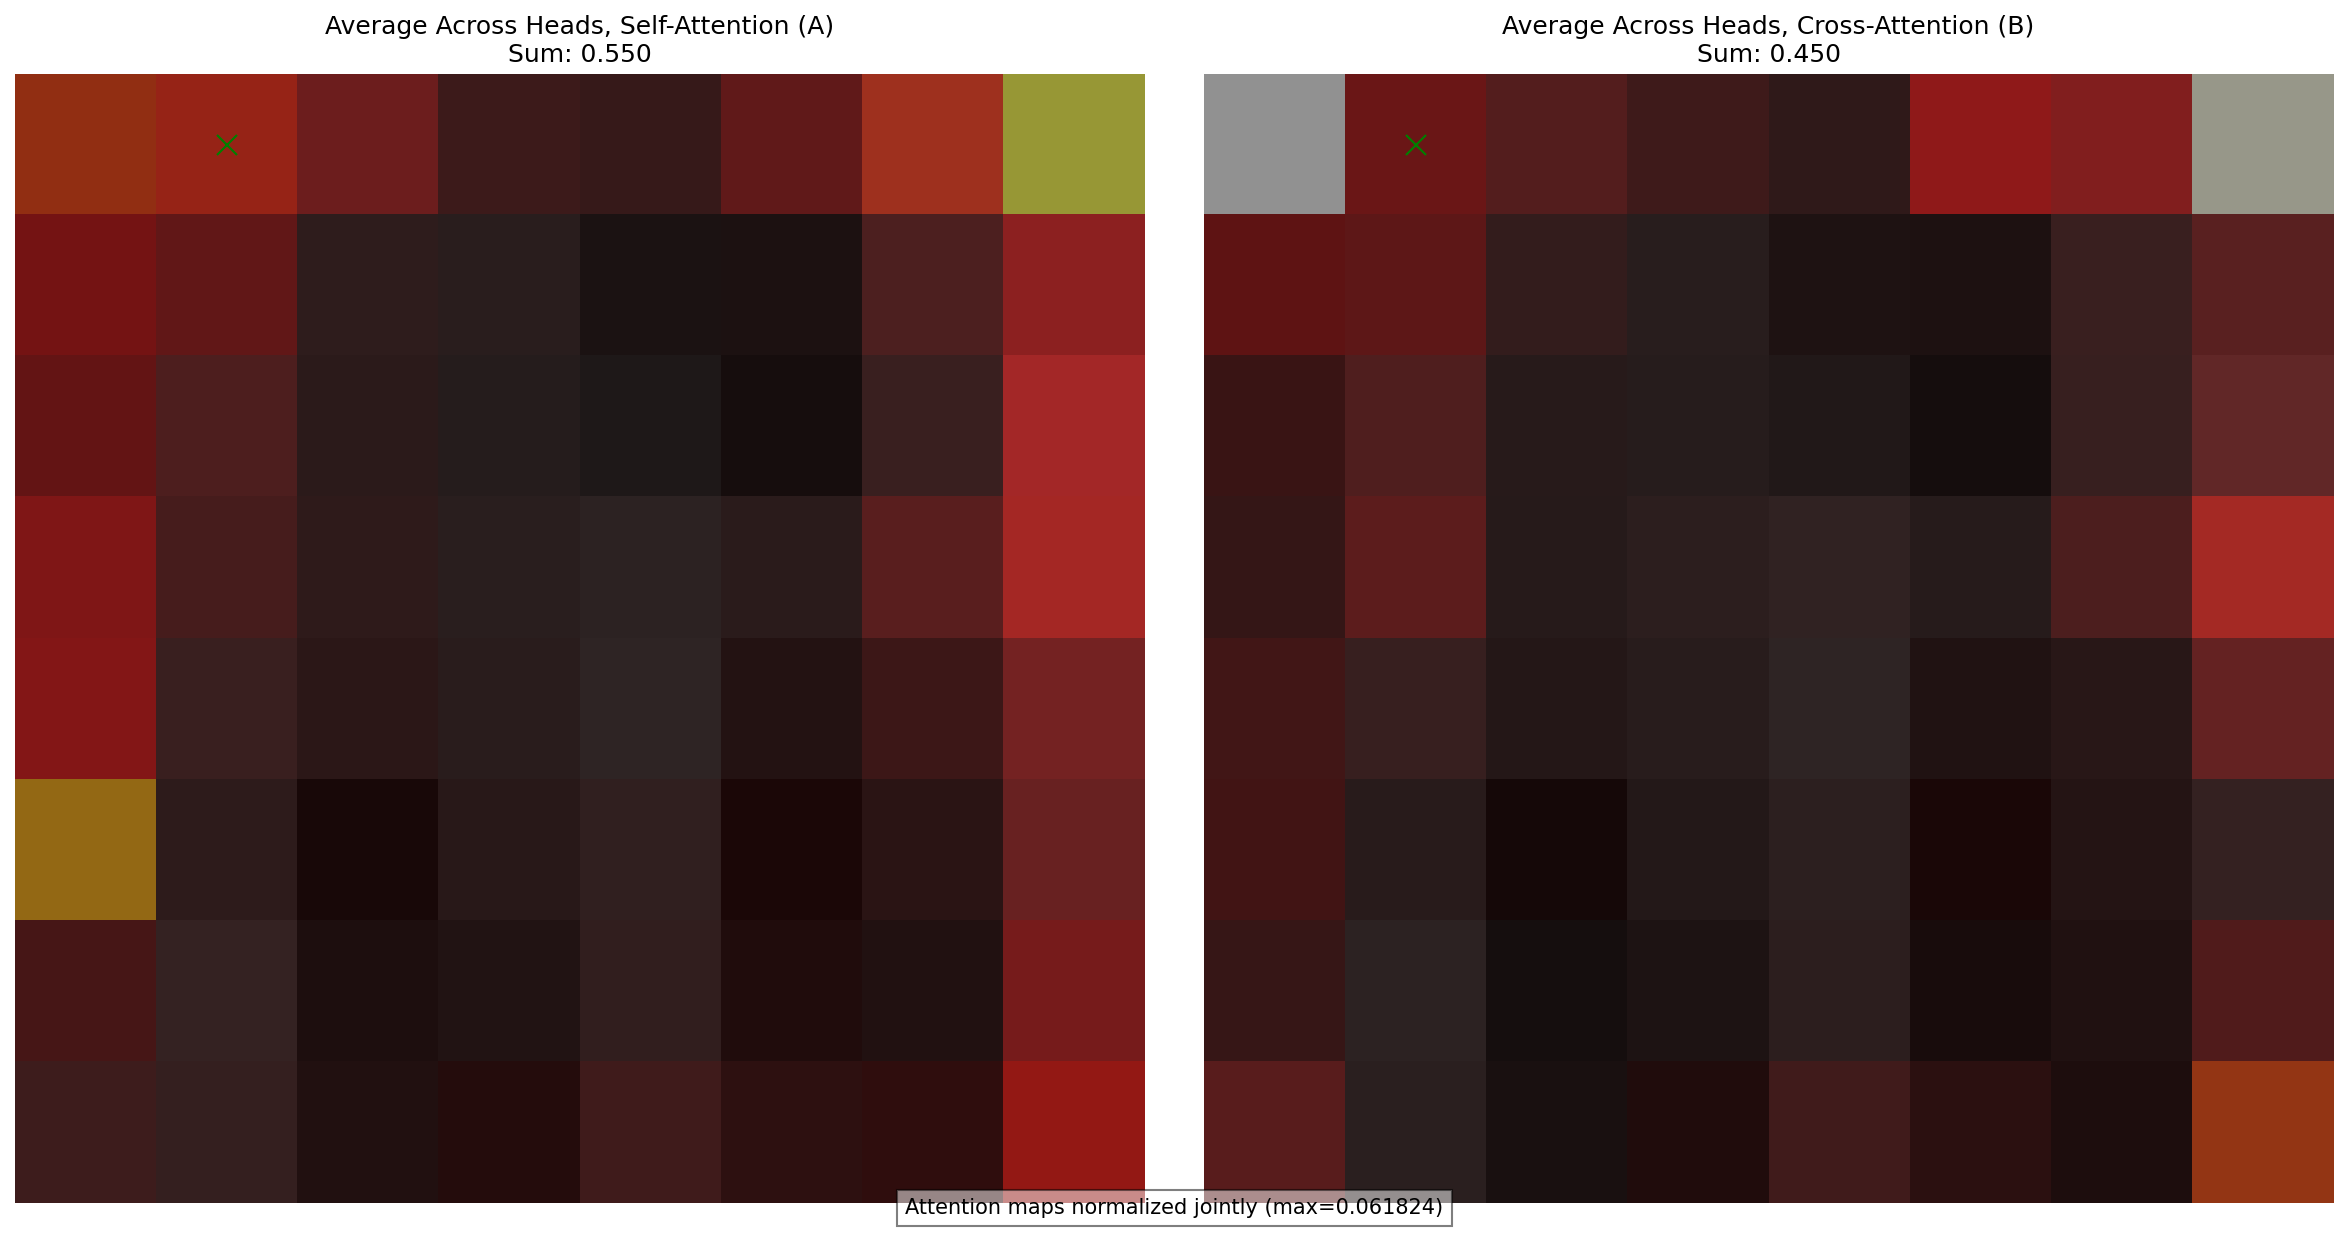 Average Across Heads, Self-Attention (A)
Sum: 0.550
Average Across Heads, Cross-Attention (B)
Sum: 0.450
Attention maps normalized jointly (max=0.061824)